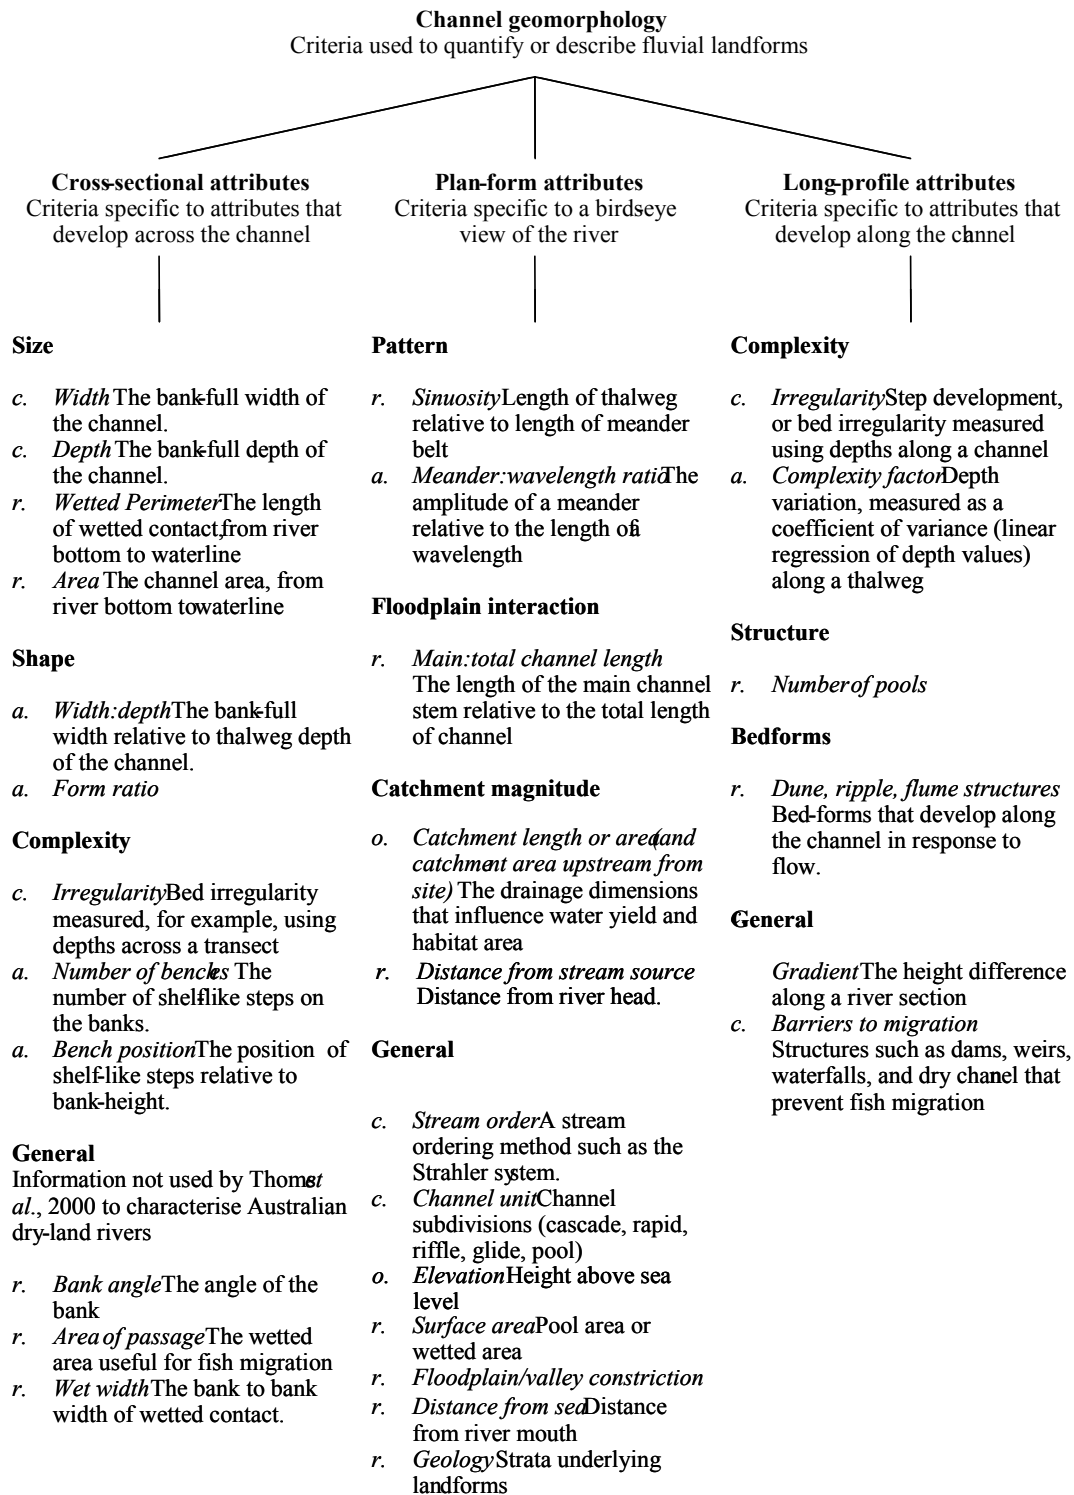 Channel geomorphology
Criteria used to quantify or describe fluvial landforms
Cross-sectional attributes
Criteria specific to attributes that
develop across the channel
Size
c. Width The bank-full width of
the channel.
c. Depth The bank-full depth of
the channel.
r. Wetted Perimeter The length
of wetted contact, from river
bottom to waterline
r. Area The channel area, from
river bottom to waterline
Shape
a. Width:depth The bank-full
width relative to thalweg depth
of the channel.
a. Form ratio
Complexity
c. Irregularity Bed irregularity
measured, for example, using
depths across a transect
a. Number of benches The
number of shelf-like steps on
the banks.
a. Bench position The position of
shelf-like steps relative to
bank-height.
General
Information not used by Thoms et
al., 2000 to characterise Australian
dry-land rivers
r. Bank angle The angle of the
bank
r. Area of passage The wetted
area useful for fish migration
r. Wet width The bank to bank
width of wetted contact.
Plan-form attributes
Criteria specific to a birds-eye
view of the river
Pattern
r. Sinuosity Length of thalweg
relative to length of meander
belt
a. Meander:wavelength ratio The
amplitude of a meander
relative to the length of a
wavelength
Floodplain interaction
r. Main:total channel length
The length of the main channel
stem relative to the total length
of channel
Catchment magnitude
o. Catchment length or area (and
catchment area upstream from
site) The drainage dimensions
that influence water yield and
habitat area
r. Distance from stream source
Distance from river head.
General
c. Stream order A stream
ordering method such as the
Strahler system.
c. Channel unit Channel
subdivisions (cascade, rapid,
riffle, glide, pool)
o. Elevation Height above sea
level
r. Surface area Pool area or
wetted area
r. Floodplain/valley constriction
r. Distance from sea Distance
from river mouth
r. Geology Strata underlying
landforms
Long-profile attributes
Criteria specific to attributes that
develop along the channel
Complexity
c. Irregularity Step development,
or bed irregularity measured
using depths along a channel
a. Complexity factor Depth
variation, measured as a
coefficient of variance (linear
regression of depth values)
along a thalweg
Structure
r. Number of pools
Bedforms
r. Dune, ripple, flume structures
Bed-forms that develop along
the channel in response to
flow.
General
Gradient The height difference
along a river section
c. Barriers to migration
Structures such as dams, weirs,
waterfalls, and dry channel that
prevent fish migration